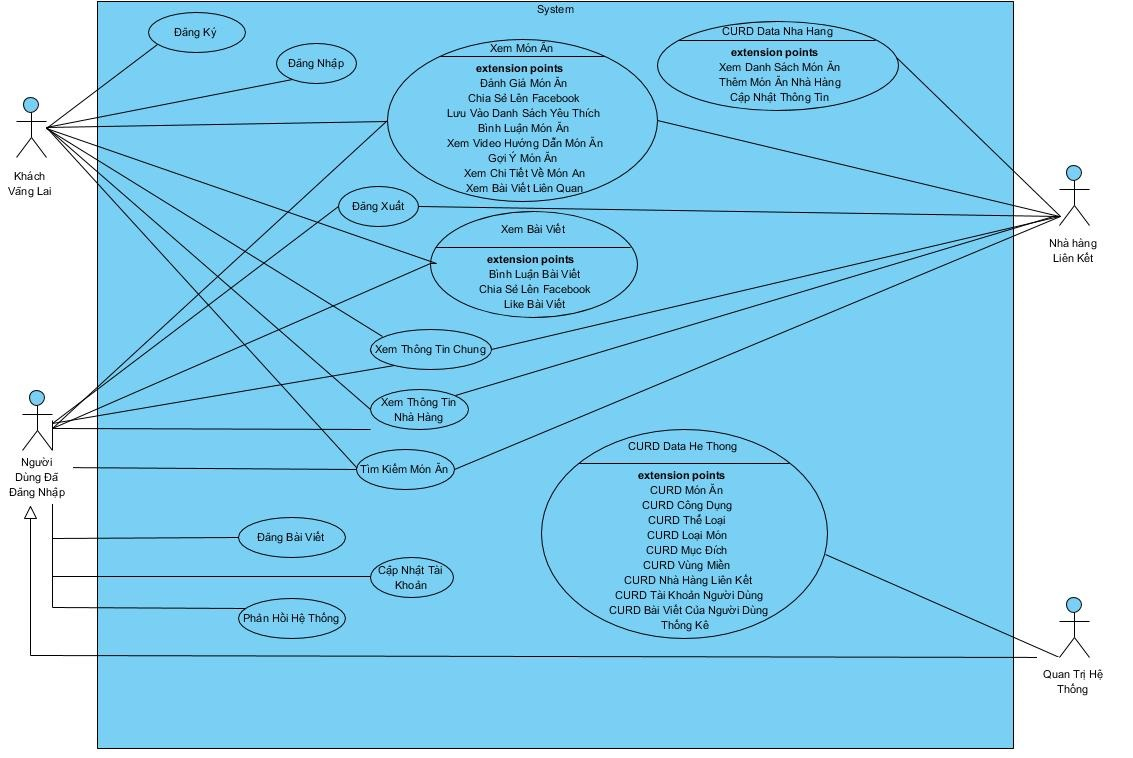 System
Đăng Ký
Đăng Nhập
Xem Món Ăn
extension points
Đánh Giá Món Ăn
Chia Sẻ Lên Facebook
Lưu Vào Danh Sách Yêu Thích
Bình Luận Món Ăn
Xem Video Hướng Dẫn Món Ăn
Gợi Ý Món Ăn
Xem Chi Tiết Về Món An
Xem Bài Viết Liên Quan
CURD Data Nha Hang
extension points
Xem Danh Sách Món Ăn
Thêm Món Ăn Nhà Hàng
Cập Nhật Thông Tin
Khách
Vãng Lai
Đăng Xuất
Xem Bài Viết
extension points
Bình Luận Bài Viết
Chia Sẻ Lên Facebook
Like Bài Viết
Nhà hàng
Liên Kết
Xem Thông Tin Chung
Xem Thông Tin
Nhà Hàng
Tìm Kiếm Món Ăn
Người
Dùng Đã
Đăng Nhập
CURD Data He Thong
extension points
CURD Món Ăn
CURD Công Dụng
CURD Thể Loại
CURD Loại Món
CURD Mục Đích
CURD Vùng Miền
CURD Nhà Hàng Liên Kết
CURD Tài Khoản Người Dùng
CURD Bài Viết Của Người Dùng
Thống Kê
Đăng Bài Viết
Cập Nhật Tài
Khoản
Phản Hồi Hệ Thống
Quan Trị Hệ
Thống